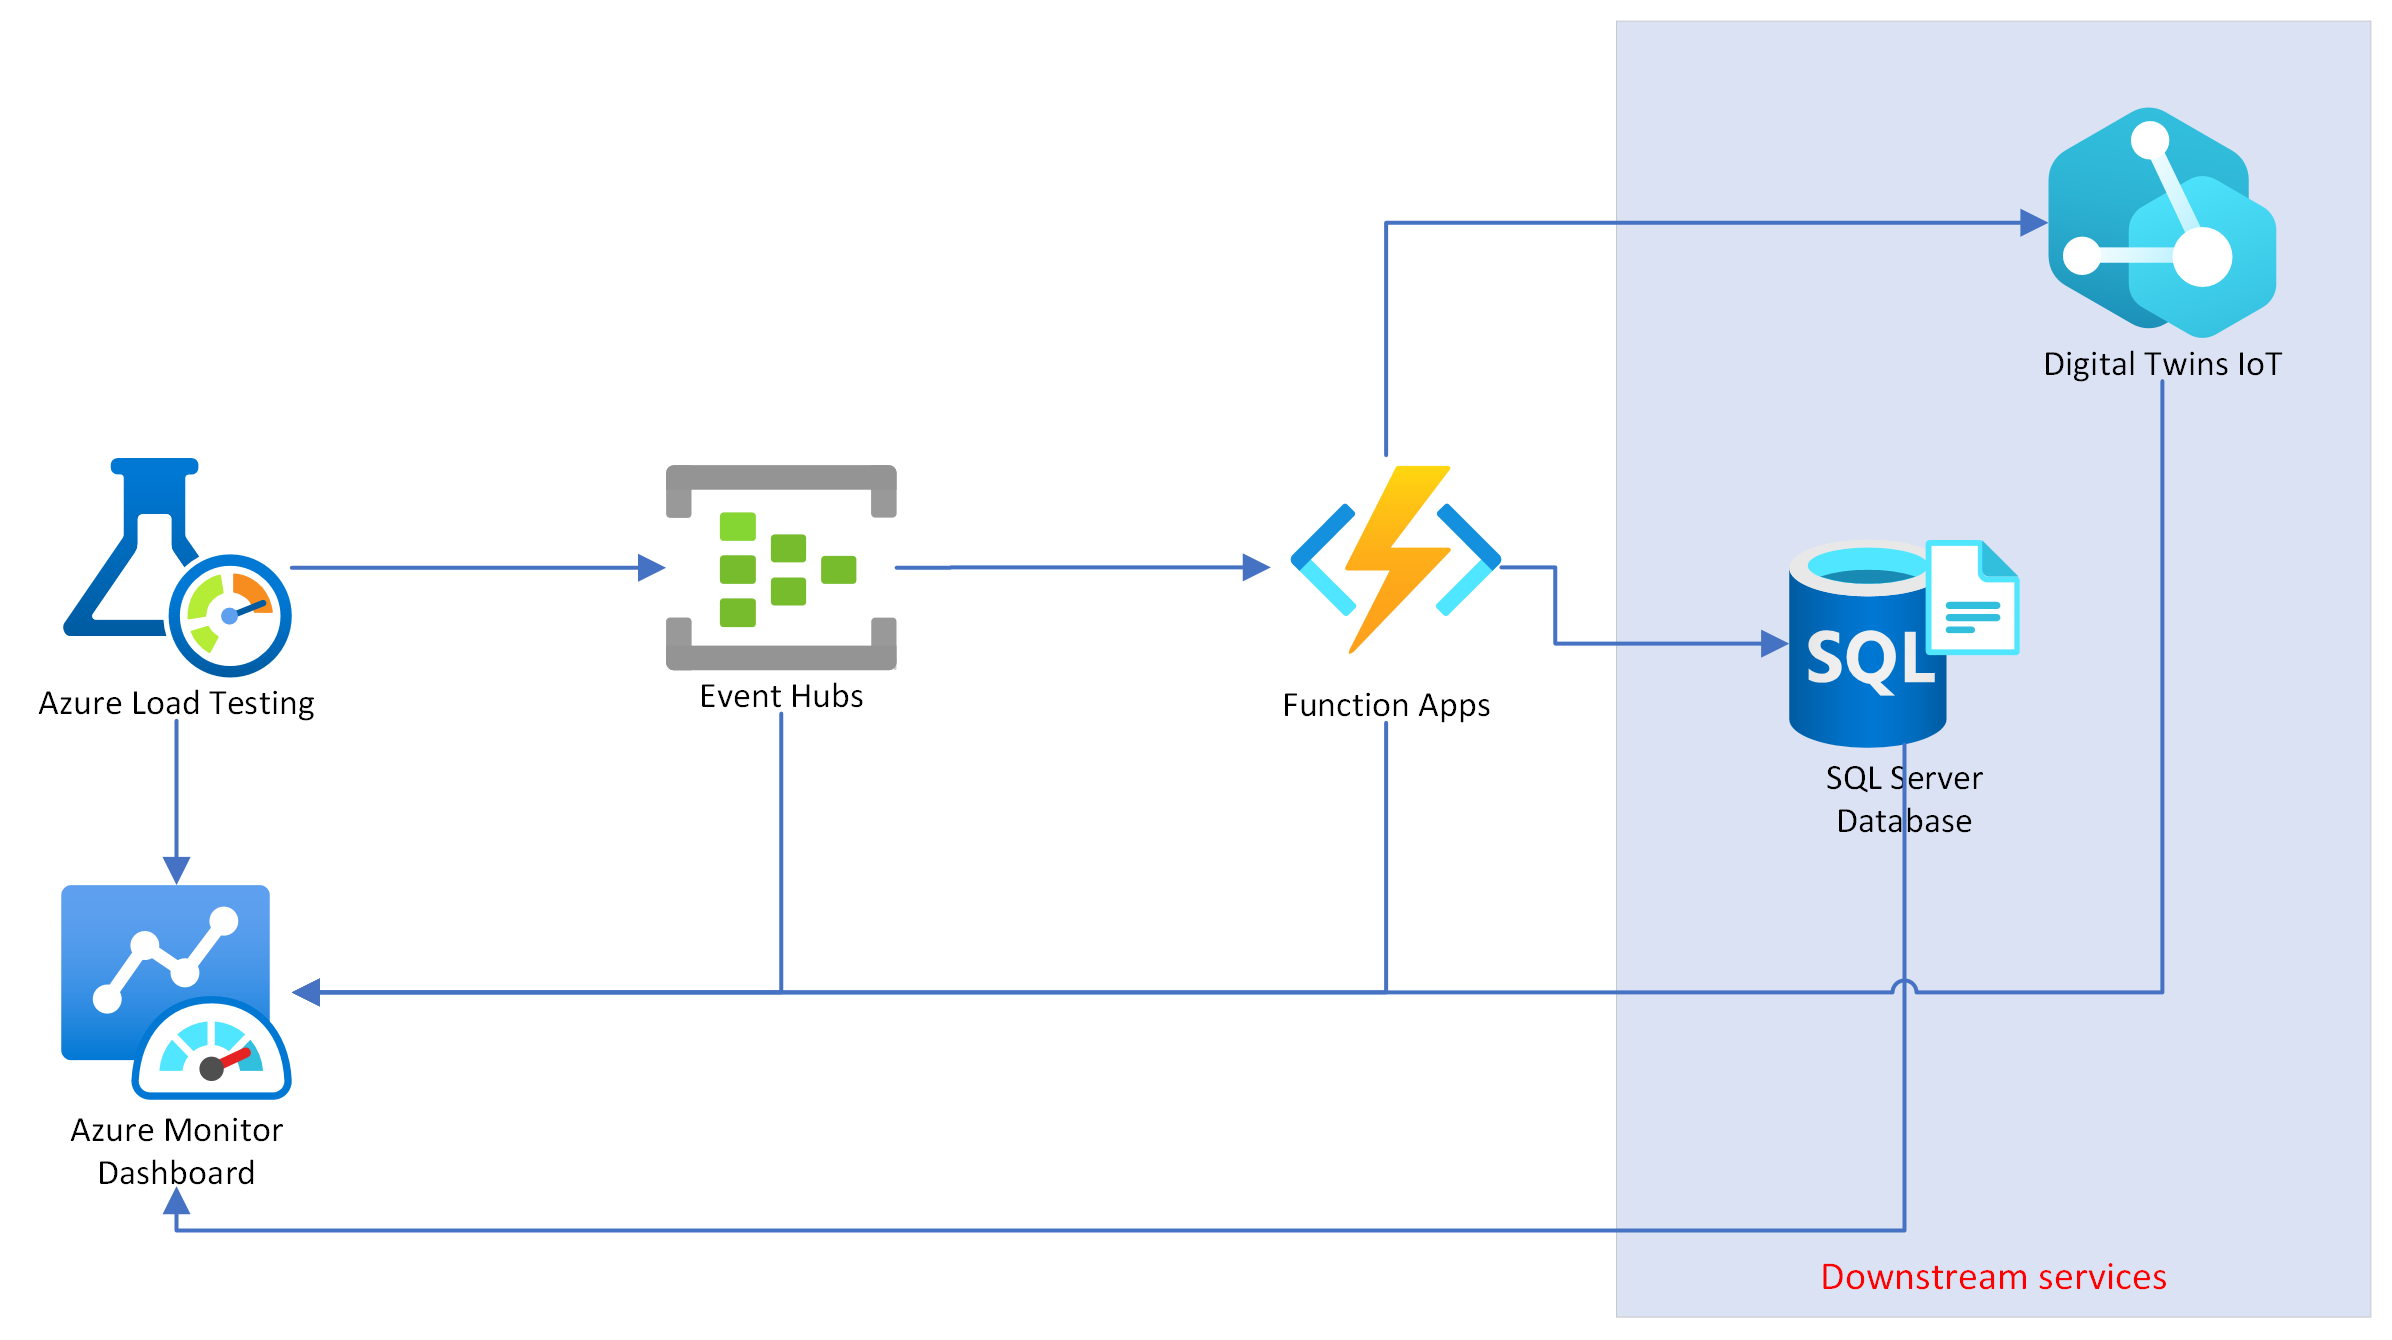 Digital Twins IoT
Azure Load Testing
Event Hubs
Function Apps
SQL
SQL Server
Database
Azure Monitor
Dashboard
Downstream services